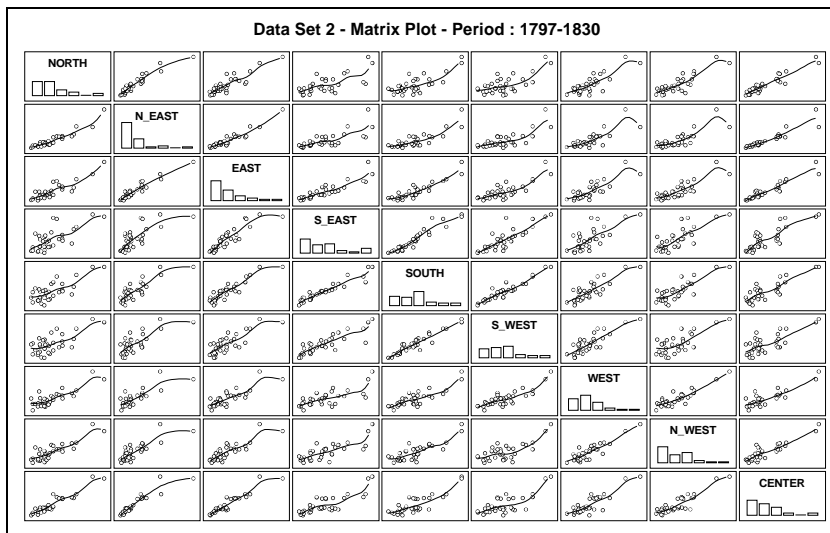 Data Set 2 - Matrix Plot - Period : 1797-1830
NORTH
N_EAST
EAST
S_EAST
SOUTH
S_WEST
WEST
N_WEST
CENTER